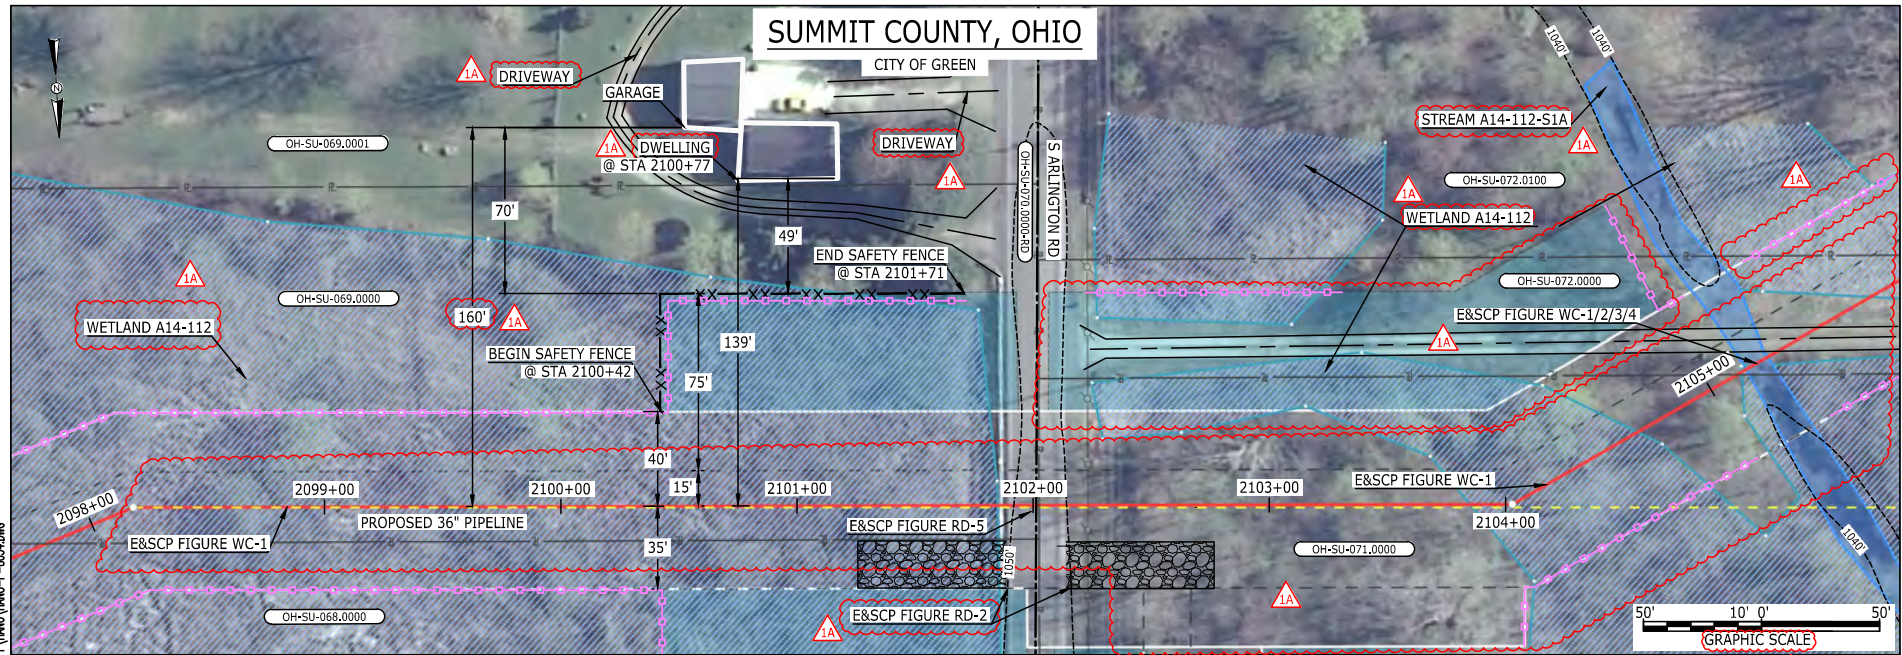 SUMMIT COUNTY, OHIO
CITY OF GREEN
1A
DRIVEWAY
GARAGE
1A
DWELLING
@ STA 2100+77
DRIVEWAY
1A
OH-SU-069.0001
70'
49'
END SAFETY FENCE
@ STA 2101+71
OH-SU-070.0000-RD
S ARLINGTON RD
1040'
1040'
STREAM A14-112-S1A
1A
OH-SU-072.0100
1A
1A
WETLAND A14-112
OH-SU-072.0000
E&SCP FIGURE WC-1/2/3/4
1A
2105+00
1A
OH-SU-069.0000
WETLAND A14-112
160'
1A
139'
BEGIN SAFETY FENCE
@ STA 2100+42
75'
40'
15'
2098+00
2099+00
2100+00
2101+00
2102+00
2103+00
2104+00
E&SCP FIGURE WC-1
PROPOSED 36" PIPELINE
E&SCP FIGURE WC-1
35'
E&SCP FIGURE RD-5
1050'
OH-SU-071.0000
1040'
OH-SU-068.0000
1A
E&SCP FIGURE RD-2
1A
50' 10' 0' 50'
GRAPHIC SCALE